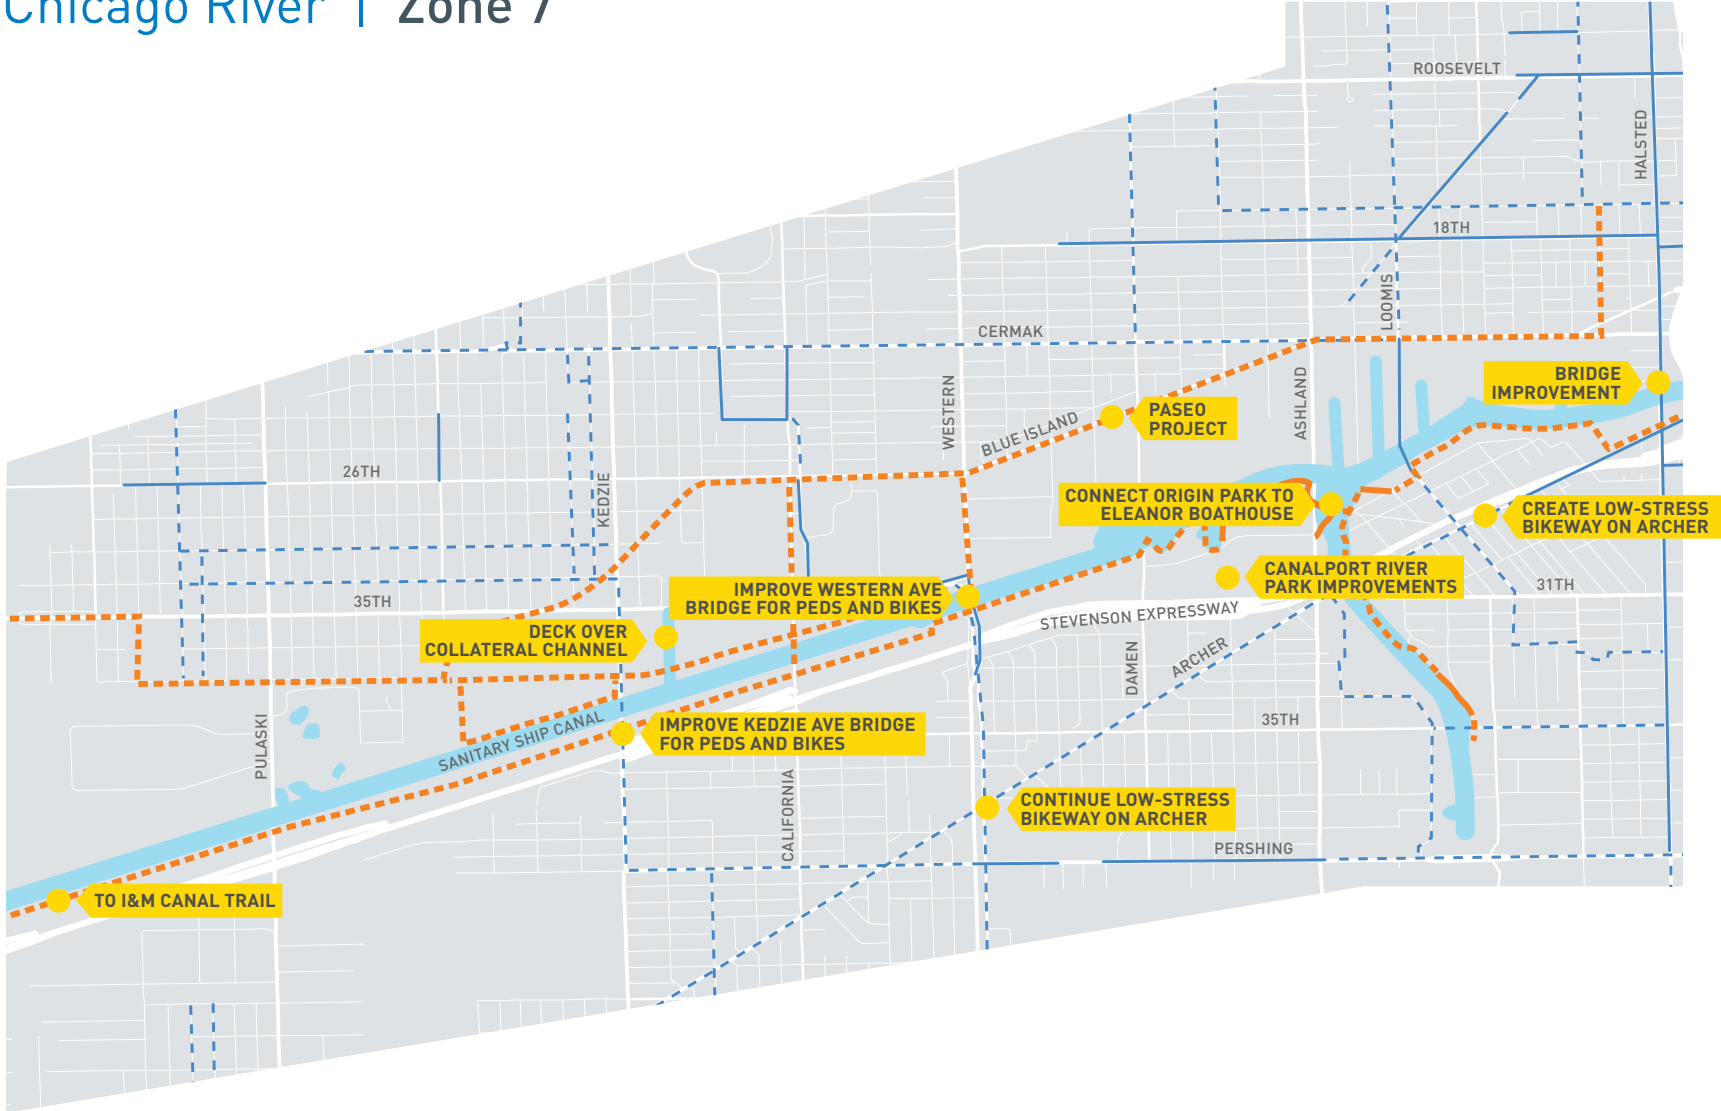 Chicago River | Zone 7
ROOSEVELT
HALSTED
18TH
LOOMIS
CERMAK
BRIDGE
IMPROVEMENT
ASHLAND
WESTERN
PASEO
PROJECT
BLUE ISLAND
26TH
KEDZIE
CONNECT ORIGIN PARK TO
ELEANOR BOATHOUSE
CREATE LOW-STRESS
BIKEWAY ON ARCHER
CANALPORT RIVER
PARK IMPROVEMENTS
31TH
IMPROVE WESTERN AVE
BRIDGE FOR PEDS AND BIKES
35TH
STEVENSON EXPRESSWAY
DECK OVER
COLLATERAL CHANNEL
DAMEN
ARCHER
35TH
PULASKI
SANITARY SHIP CANAL
IMPROVE KEDZIE AVE BRIDGE
FOR PEDS AND BIKES
CALIFORNIA
CONTINUE LOW-STRESS
BIKEWAY ON ARCHER
PERSHING
TO I&M CANAL TRAIL